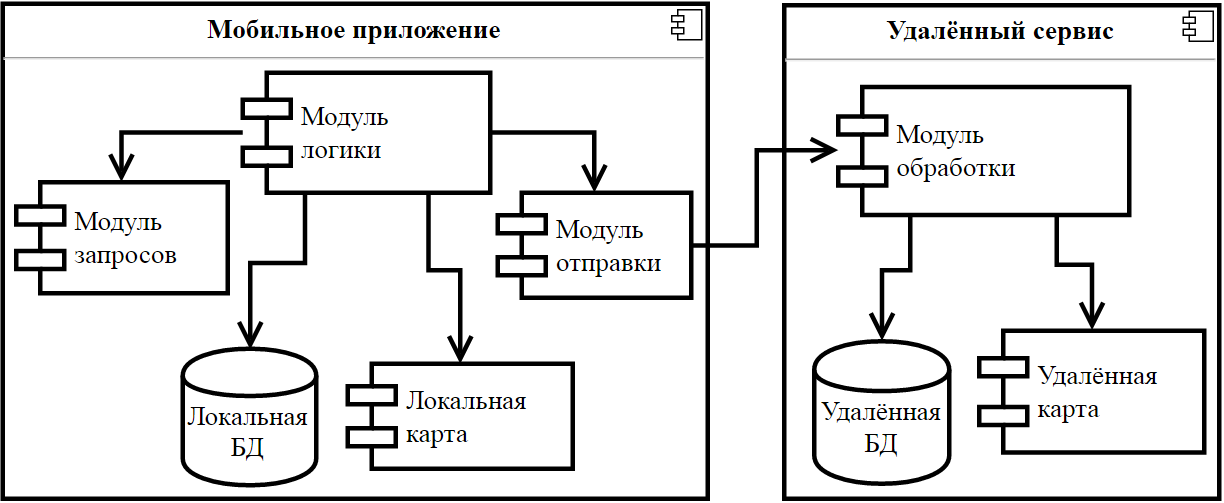 Мобильное приложение
Модуль
логики
Модуль
запросов
Модуль
отправки
Локальная
БД
Локальная
карта
Удалённый сервис
Модуль
обработки
Удалённая
БД
Удалённая
карта